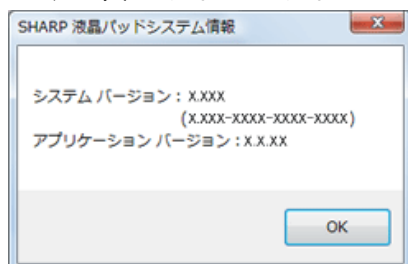 SHARP 液晶パッドシステム情報
システム バージョン : X.XXX
(X.XXX-XXXX-XXXX-XXXX)
アプリケーション バージョン : X.X.XX
OK